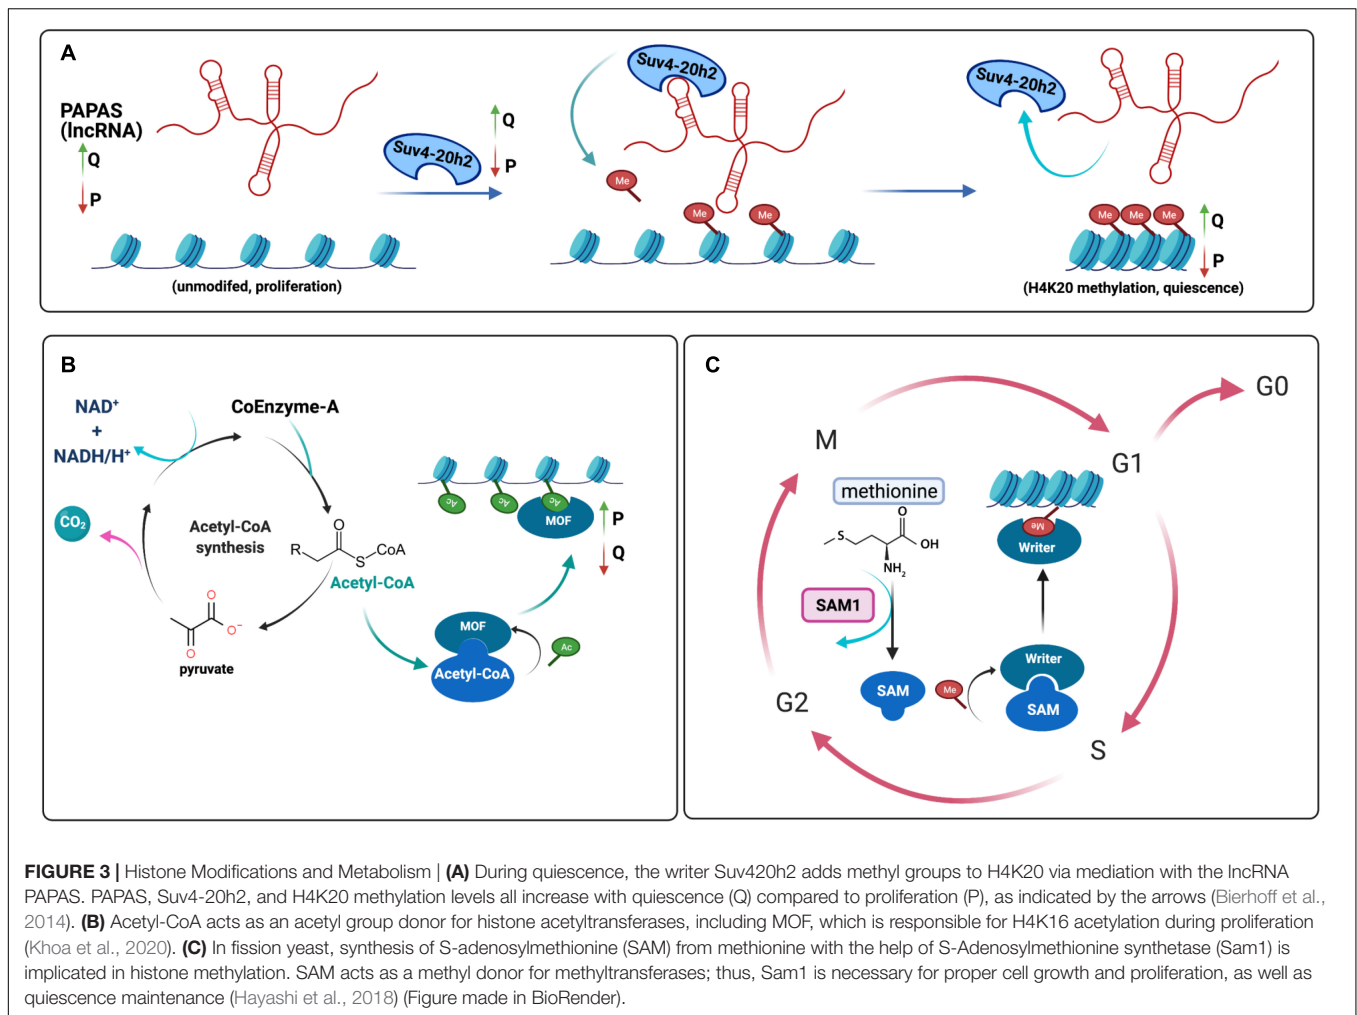 A
PAPAS
(lncRNA)
Q
P
Suv4-20h2
Q
P
(unmodifed, proliferation)
Suv4-20h2
Me
Me
Me
Suv4-20h2
Me
Me
Me
Q
P
(H4K20 methylation, quiescence)
B
NAD+
+
NADH/H+
CoEnzyme-A
CO2
Acetyl-CoA
synthesis
O
R
S
CoA
Acetyl-CoA
O
O-
O
pyruvate
Ac
Ac
Ac
MOF
P
Q
MOF
Acetyl-CoA
Ac
C
M
G1
G0
S
G2
methionine
O
S
OH
NH2
SAM1
SAM
Me
Writer
SAM
Me
Writer
FIGURE 3 | Histone Modifications and Metabolism | (A) During quiescence, the writer Suv420h2 adds methyl groups to H4K20 via mediation with the lncRNA
PAPAS. PAPAS, Suv4-20h2, and H4K20 methylation levels all increase with quiescence (Q) compared to proliferation (P), as indicated by the arrows (Bierhoff et al.,
2014). (B) Acetyl-CoA acts as an acetyl group donor for histone acetyltransferases, including MOF, which is responsible for H4K16 acetylation during proliferation
(Khoa et al., 2020). (C) In fission yeast, synthesis of S-adenosylmethionine (SAM) from methionine with the help of S-Adenosylmethionine synthetase (Sam1) is
implicated in histone methylation. SAM acts as a methyl donor for methyltransferases; thus, Sam1 is necessary for proper cell growth and proliferation, as well as
quiescence maintenance (Hayashi et al., 2018) (Figure made in BioRender).